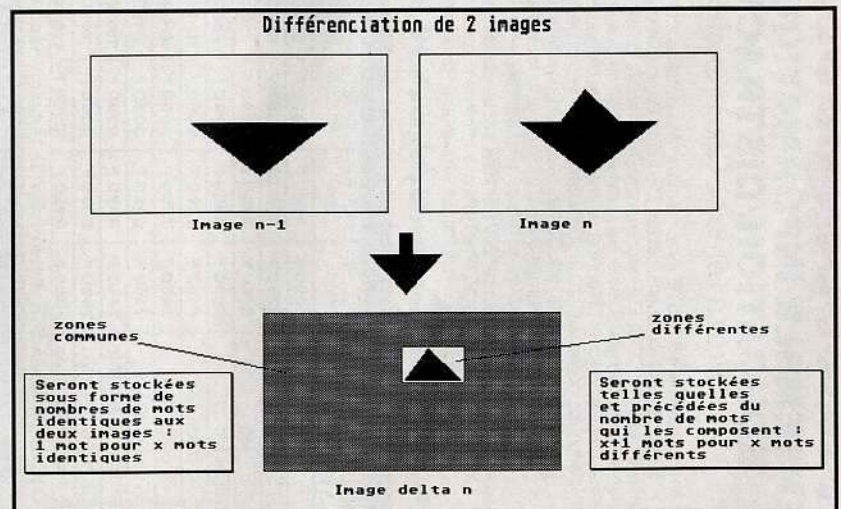 Différenciation de 2 images
Image n-1
Image n
zones
communes
zones
différentes
Seront stockées
sous forme de
nombres de mots
identiques aux
deux images :
1 mot pour x mots
identiques
Seront stockées
telles quelles
et précédées du
nombre de mots
qui les composent :
x+1 mots pour x mots
différents
Image delta n